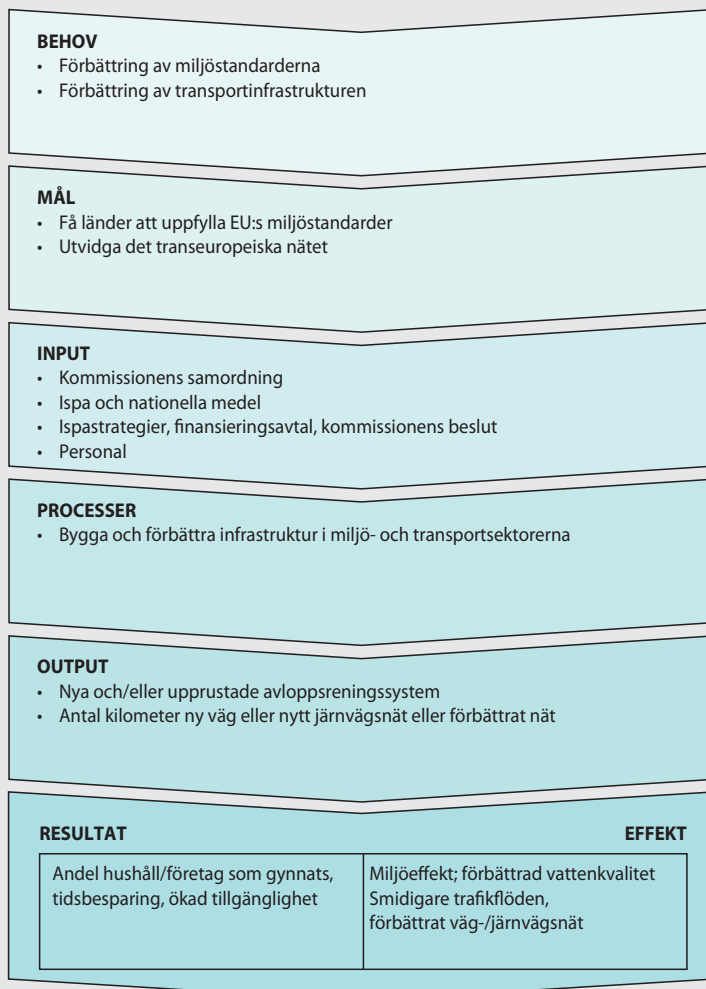 BEHOV
• Förbättring av miljöstandarderna
• Förbättring av transportinfrastrukturen
MÅL
• Få länder att uppfylla EU:s miljöstandarder
• Utvidga det transeuropeiska nätet
INPUT
• Kommissionens samordning
• Ispa och nationella medel
• Ispastrategier, finansieringsavtal, kommissionens beslut
• Personal
PROCESSER
• Bygga och förbättra infrastruktur i miljö- och transportsektorerna
OUTPUT
• Nya och/eller upprustade avloppsreningssystem
• Antal kilometer ny väg eller nytt järnvägsnät eller förbättrat nät
RESULTAT
Andel hushåll/företag som gynnats,
tidsbesparing, ökad tillgänglighet
EFFEKT
Miljöeffekt; förbättrad vattenkvalitet
Smidigare trafikflöden,
förbättrat väg-/järnvägsnät